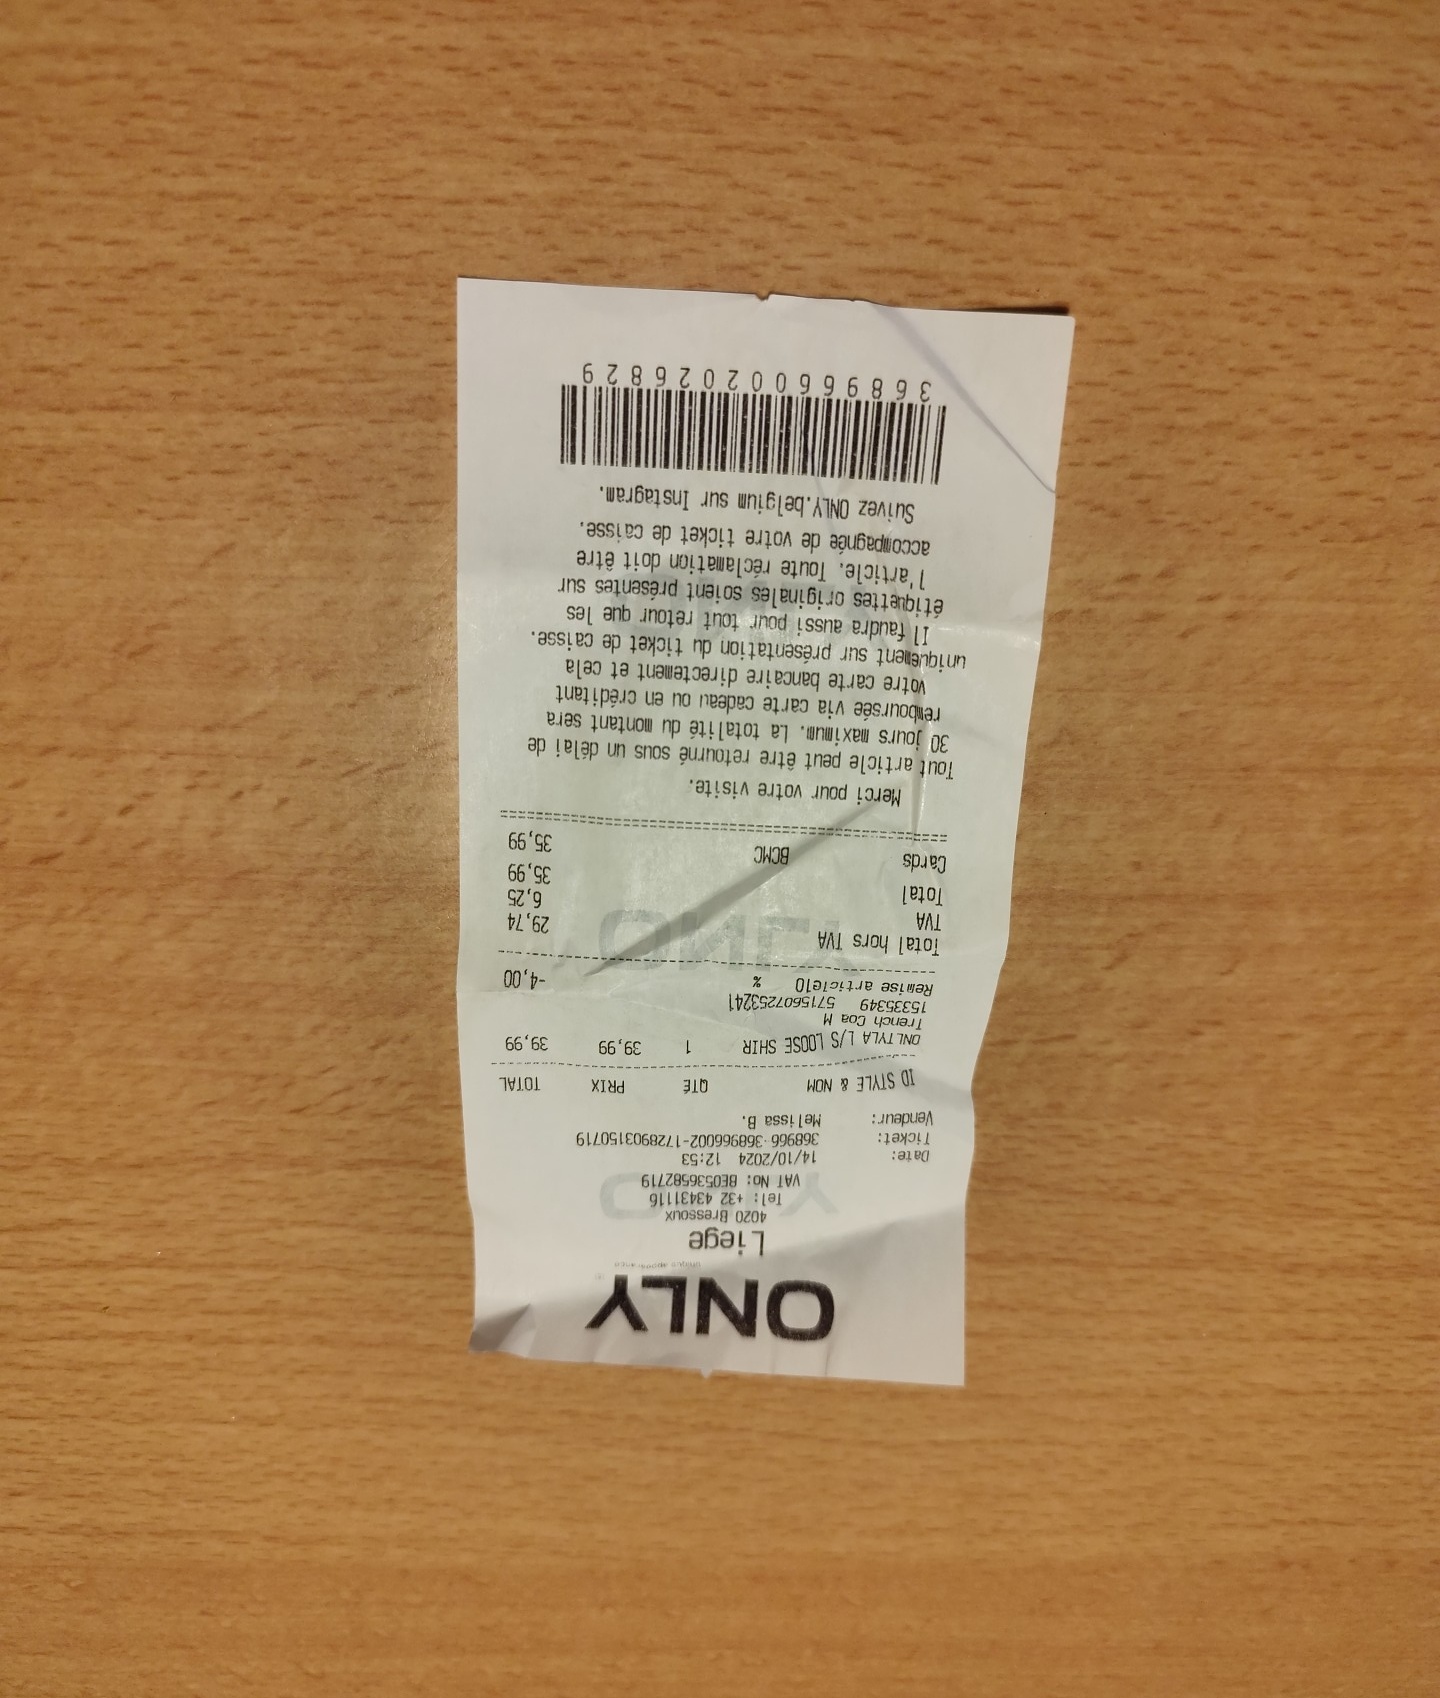 ONLY
Liege
4020 Bressoux
Tel: +32 43431116
VAT No: BE0536582719
Date: 14/10/2024 12:53
Ticket: 368966-368966002-1728903150719
Vendeur: Melissa B.
ID STYLE & NOM QTÉ PRIX TOTAL
ONLTYLA L/S LOOSE SHIR 1 39,99 39,99
Trench Coa M
15335349 5715607253241
Remise article10 % -4,00
Total hors TVA 29,74
TVA 6,25
Total 35,99
Cards BCMC 35,99
Merci pour votre visite.
Tout article peut être retourné sous un délai de
30 jours maximum. La totalité du montant sera
remboursée via carte cadeau ou en créditant
votre carte bancaire directement et cela
uniquement sur présentation du ticket de caisse.
Il faudra aussi pour tout retour que les
étiquettes originales soient présentes sur
l'article. Toute réclamation doit être
accompagnée de votre ticket de caisse.
Suivez ONLY.belgium sur Instagram.
368966002026829